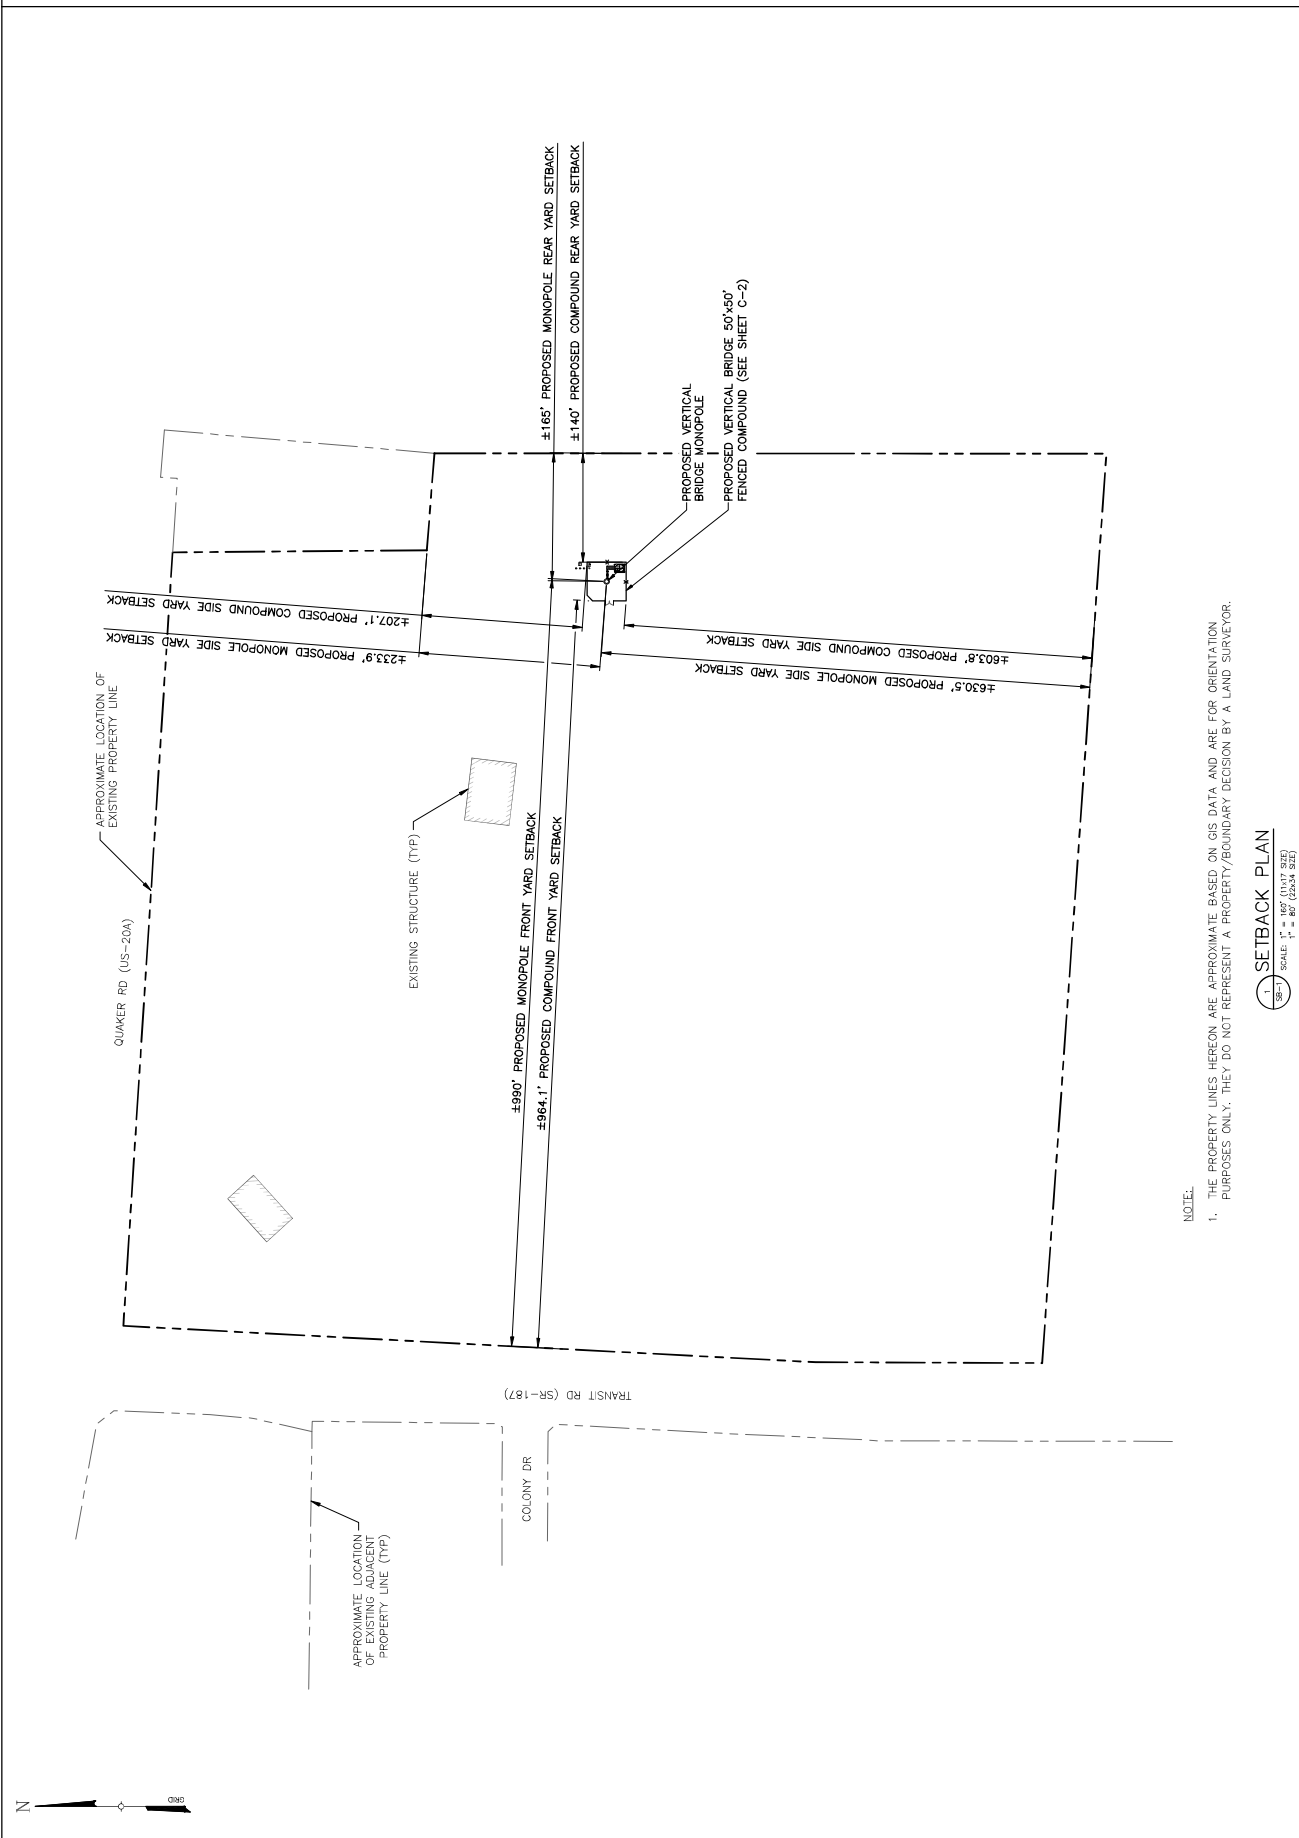 ±165' PROPOSED MONOPOLE REAR YARD SETBACK
±140' PROPOSED COMPOUND REAR YARD SETBACK
PROPOSED VERTICAL
BRIDGE MONOPOLE
PROPOSED VERTICAL BRIDGE 50'x50'
FENCED COMPOUND (SEE SHEET C-2)
±207.1' PROPOSED COMPOUND SIDE YARD SETBACK
±233.9' PROPOSED MONOPOLE SIDE YARD SETBACK
±603.8' PROPOSED COMPOUND SIDE YARD SETBACK
±630.5' PROPOSED MONOPOLE SIDE YARD SETBACK
APPROXIMATE LOCATION OF
EXISTING PROPERTY LINE
QUAKER RD (US-20A)
EXISTING STRUCTURE (TYP)
±990' PROPOSED MONOPOLE FRONT YARD SETBACK
±964.1' PROPOSED COMPOUND FRONT YARD SETBACK
TRANSIT RD (SR-187)
COLONY DR
APPROXIMATE LOCATION
OF EXISTING ADJACENT
PROPERTY LINE (TYP)
N
GRID
NOTE:
1. THE PROPERTY LINES HEREON ARE APPROXIMATE BASED ON GIS DATA AND ARE FOR ORIENTATION
PURPOSES ONLY. THEY DO NOT REPRESENT A PROPERTY/BOUNDARY DECISION BY A LAND SURVEYOR.
1
SB-1
SETBACK PLAN
SCALE: 1" = 160' (11x17 SIZE)
1" = 80' (22x34 SIZE)